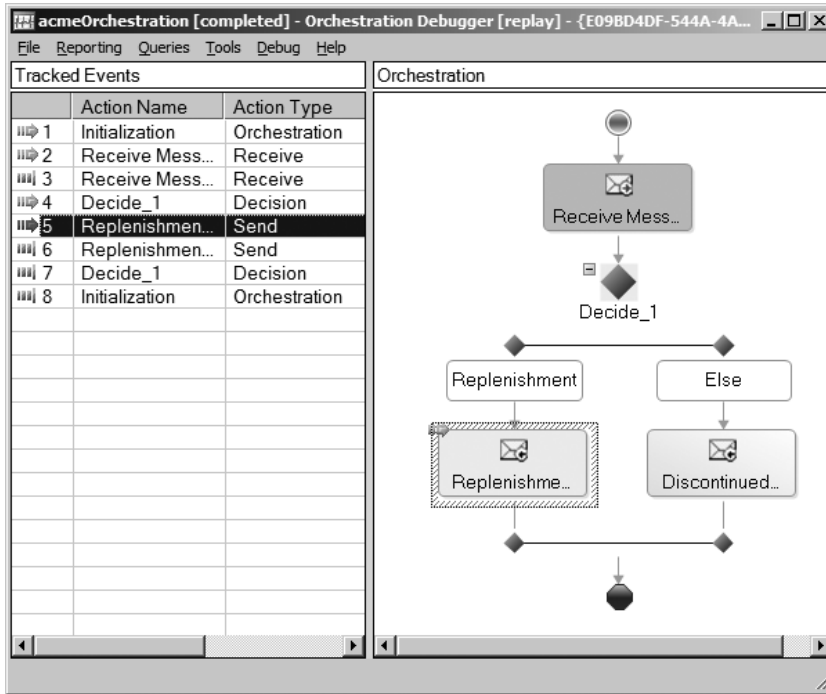 acmeOrchestration [completed] - Orchestration Debugger [replay] - {E09BD4DF-544A-4A...
File Reporting Queries Tools Debug Help
Tracked Events
Action Name Action Type
1 Initialization Orchestration
2 Receive Mess... Receive
3 Receive Mess... Receive
4 Decide_1 Decision
5 Replenishmen... Send
6 Replenishmen... Send
7 Decide_1 Decision
8 Initialization Orchestration
Orchestration
Receive Mess...
Decide_1
Replenishment Else
Replenishme... Discontinued...